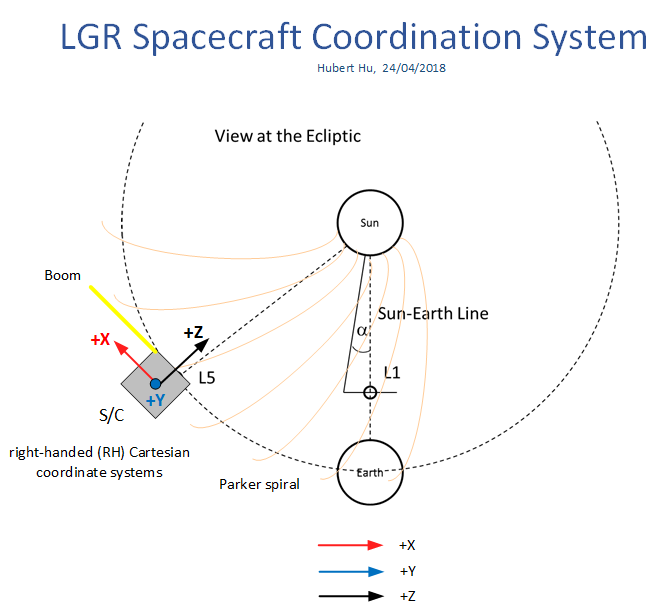 LGR Spacecraft Coordination System
Hubert Hu, 24/04/2018
View at the Ecliptic
Sun
Boom
Sun-Earth Line
+X
+Z
α
L5
L1
+Y
S/C
right-handed (RH) Cartesian
coordinate systems
Parker spiral
Earth
+X
+Y
+Z